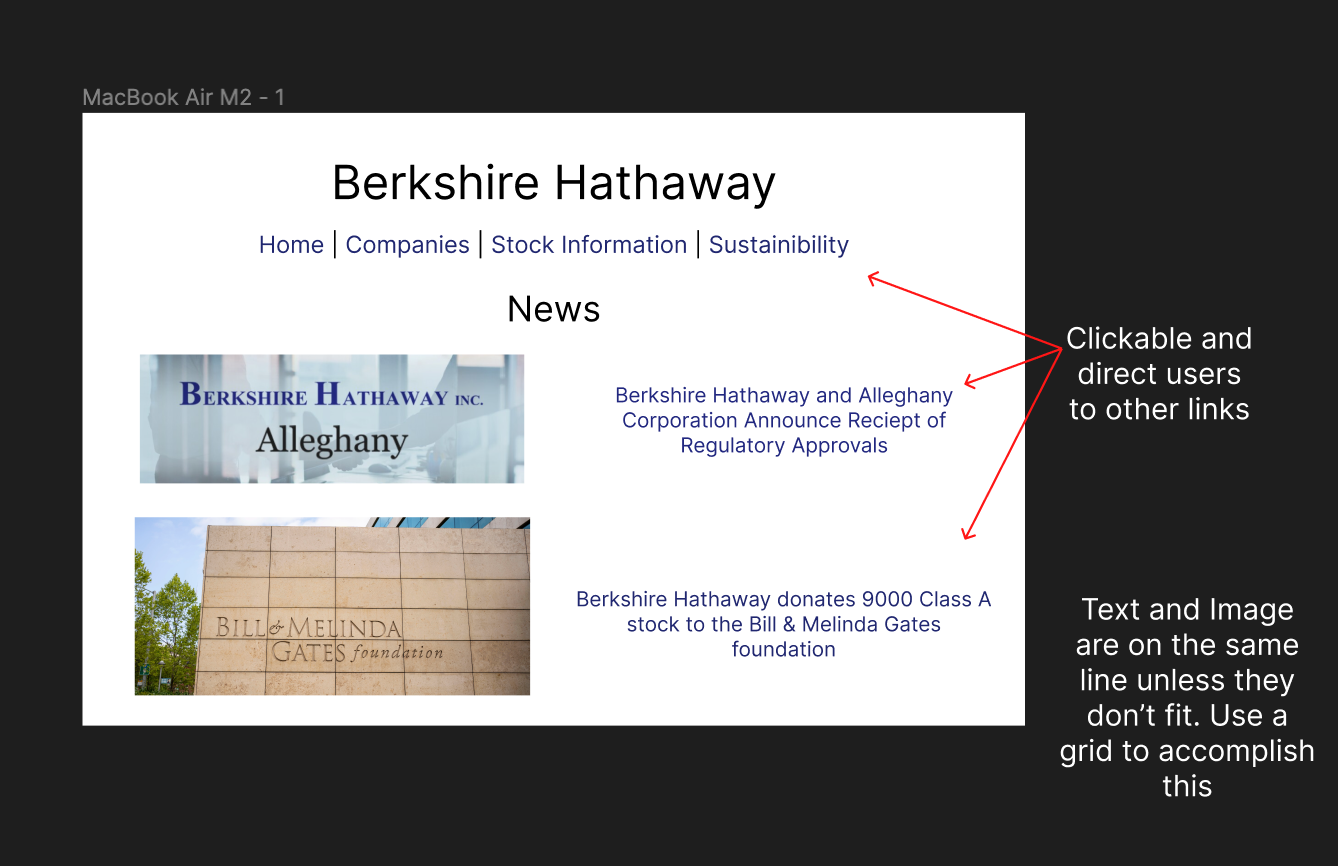 MacBook Air M2 - 1
Berkshire Hathaway
Home | Companies | Stock Information | Sustainibility
News
BERKSHIRE HATHAWAY INC.
Alleghany
Berkshire Hathaway and Alleghany
Corporation Announce Reciept of
Regulatory Approvals
BILL & MELINDA
GATES foundation
Berkshire Hathaway donates 9000 Class A
stock to the Bill & Melinda Gates
foundation
Clickable and
direct users
to other links
Text and Image
are on the same
line unless they
don’t fit. Use a
grid to accomplish
this